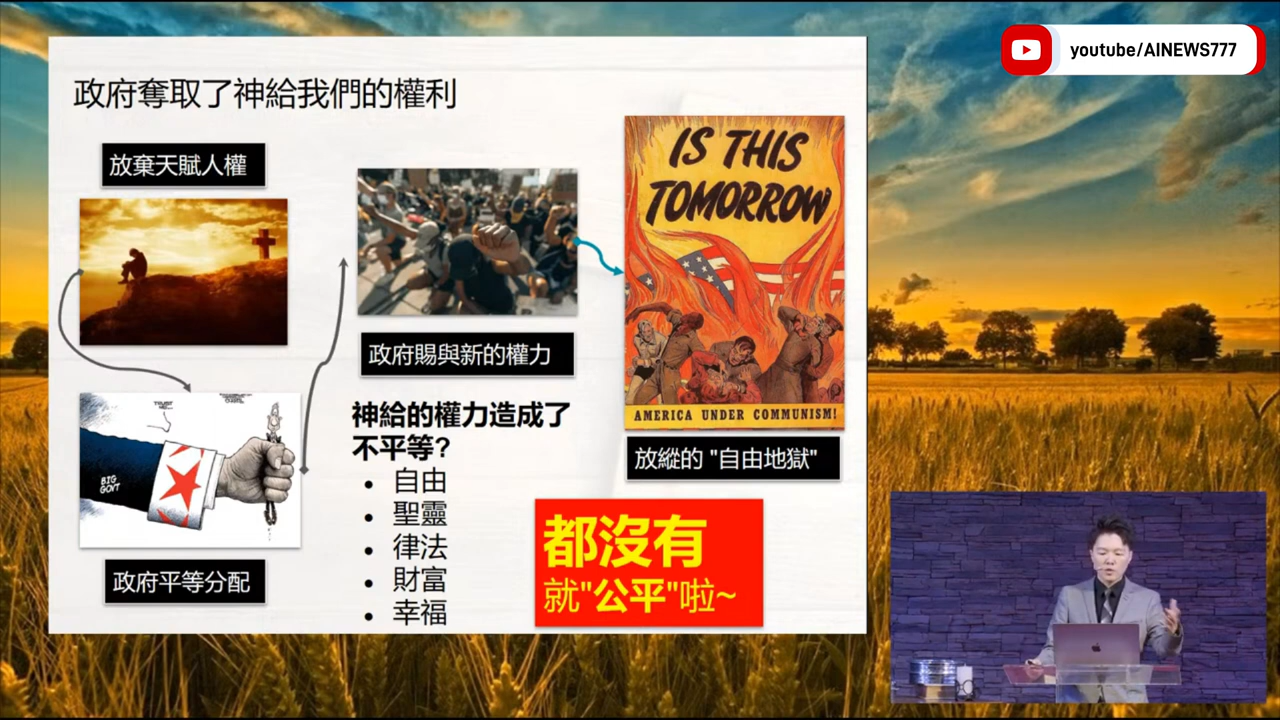 youtube/AINEWS777
政府奪取了神給我們的權利
放棄天賦人權
政府平等分配
BIG
GOVT
政府賜與新的權力
神給的權力造成了
不平等?
• 自由
• 聖靈
• 律法
• 財富
• 幸福
IS THIS
TOMORROW
AMERICA UNDER COMMUNISM!
放縱的 "自由地獄"
都沒有
就"公平"啦~